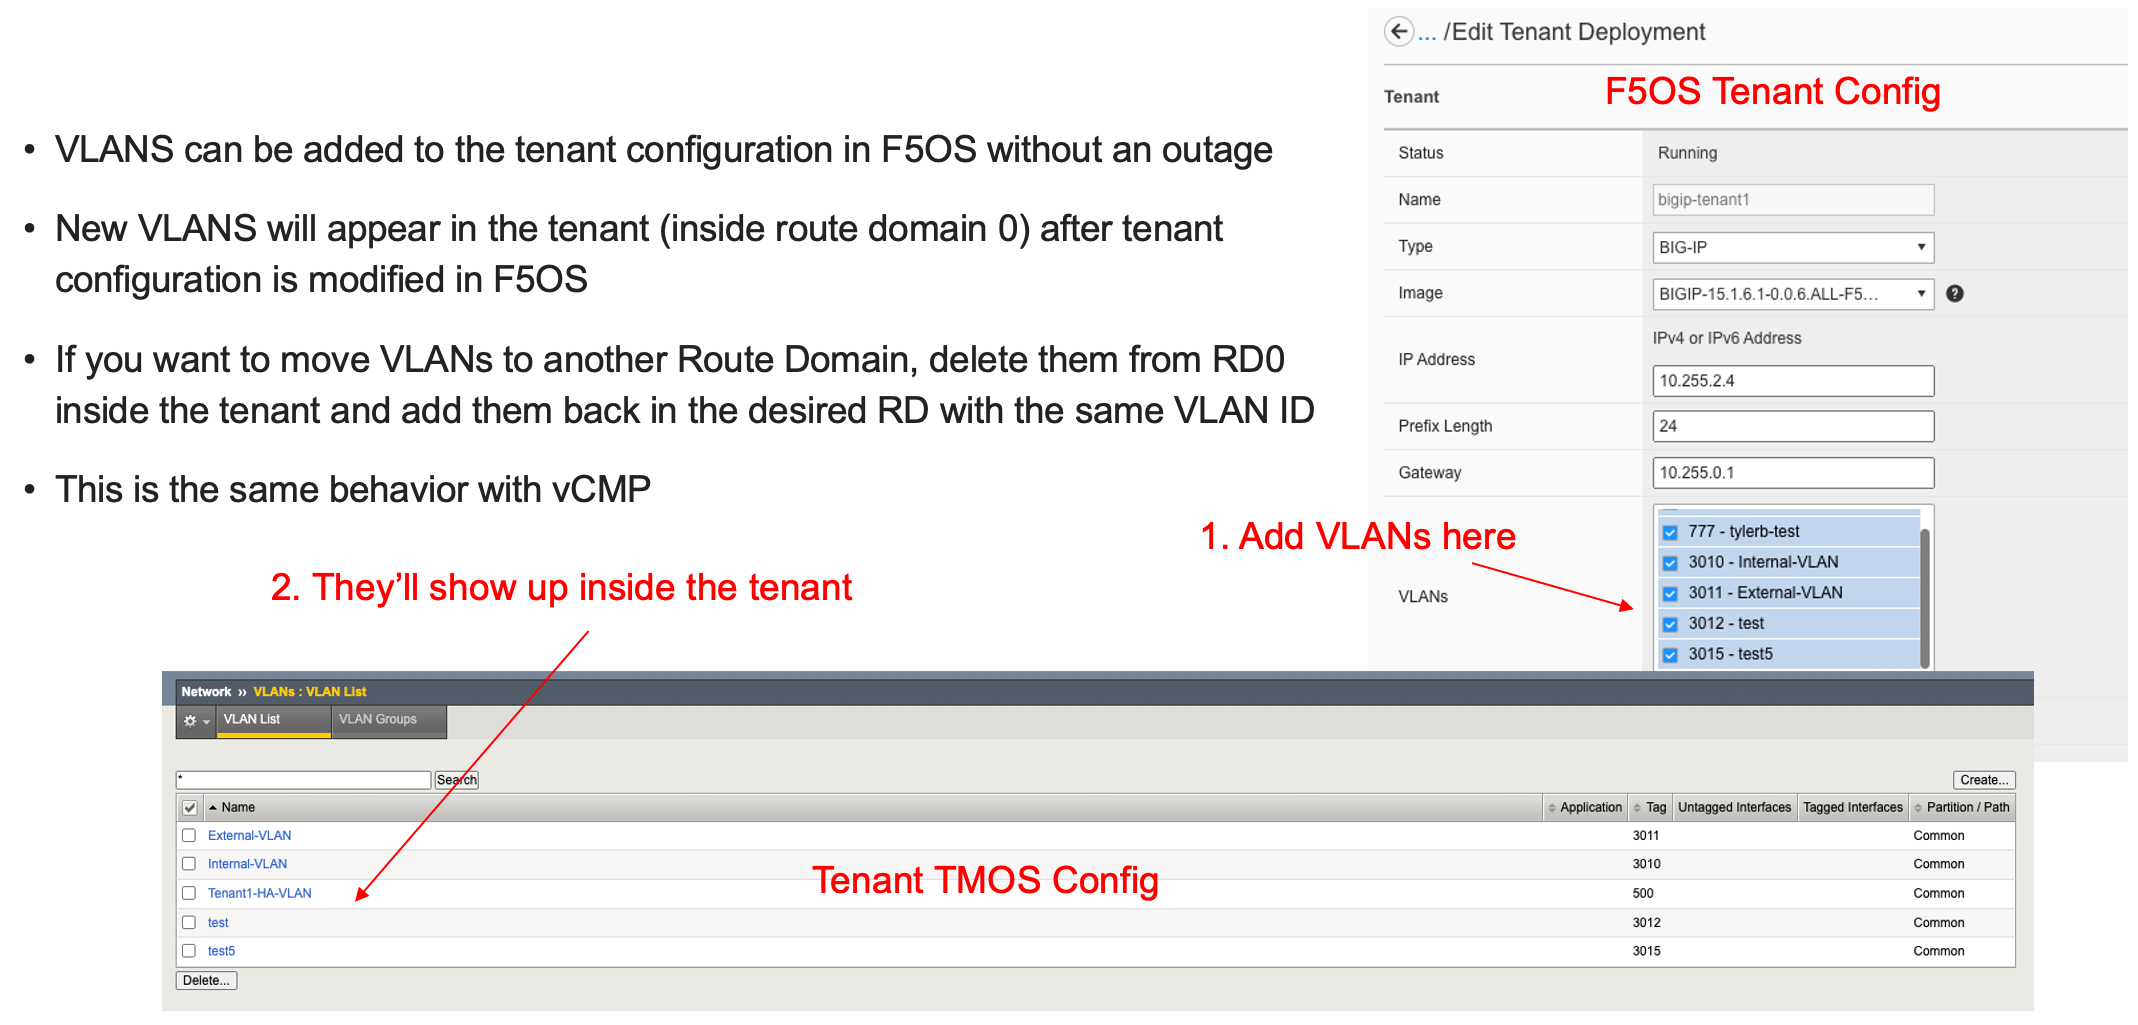 • VLANS can be added to the tenant configuration in F5OS without an outage
• New VLANS will appear in the tenant (inside route domain 0) after tenant
configuration is modified in F5OS
• If you want to move VLANs to another Route Domain, delete them from RD0
inside the tenant and add them back in the desired RD with the same VLAN ID
• This is the same behavior with vCMP
... /Edit Tenant Deployment
F5OS Tenant Config
Tenant
Status Running
Name bigip-tenant1
Type BIG-IP
Image BIGIP-15.1.6.1-0.0.6.ALL-F5...
IP Address
IPv4 or IPv6 Address
10.255.2.4
Prefix Length 24
Gateway 10.255.0.1
1. Add VLANs here
VLANs
777 - tylerb-test
3010 - Internal-VLAN
3011 - External-VLAN
3012 - test
3015 - test5
2. They’ll show up inside the tenant
Network ›› VLANs : VLAN List
VLAN List VLAN Groups
* Search Create...
Name Application Tag Untagged Interfaces Tagged Interfaces Partition / Path
External-VLAN 3011 Common
Internal-VLAN 3010 Common
Tenant TMOS Config
Tenant1-HA-VLAN 500 Common
test 3012 Common
test5 3015 Common
Delete...